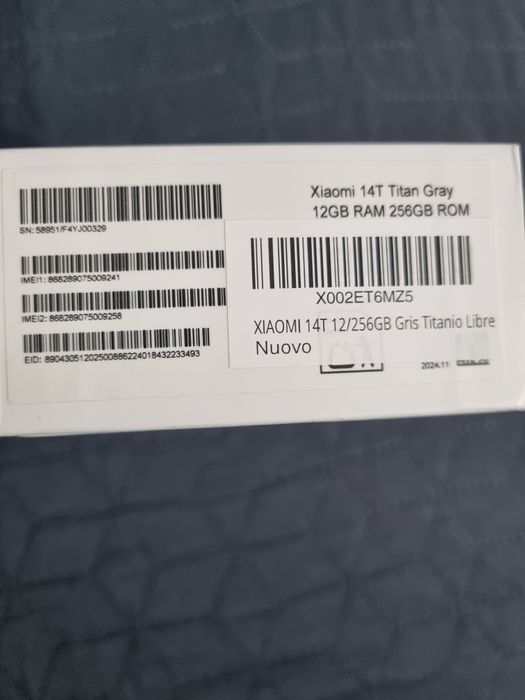 Xiaomi 14T Titan Gray
12GB RAM 256GB ROM
SN: 58951/F4YJ00329
IMEI1: 868289075009241
IMEI2: 868289075009258
EID: 89043051202500886224018432233493
X002ET6MZ5
XIAOMI 14T 12/256GB Gris Titanio Libre
Nuovo
2024.11